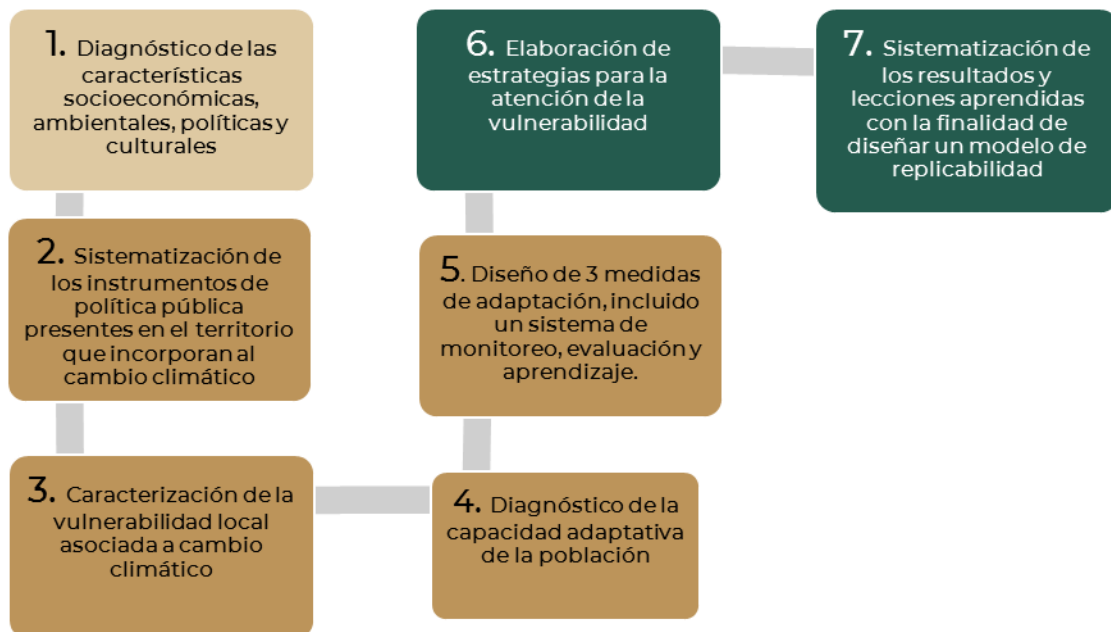 1. Diagnóstico de las
características
socioeconómicas,
ambientales, políticas y
culturales
2. Sistematización de
los instrumentos de
política pública
presentes en el territorio
que incorporan al
cambio climático
3. Caracterización de la
vulnerabilidad local
asociada a cambio
climático
4. Diagnóstico de la
capacidad adaptativa
de la población
5. Diseño de 3 medidas
de adaptación, incluido
un sistema de
monitoreo, evaluación y
aprendizaje.
6. Elaboración de
estrategias para la
atención de la
vulnerabilidad
7. Sistematización de
los resultados y
lecciones aprendidas
con la finalidad de
diseñar un modelo de
replicabilidad